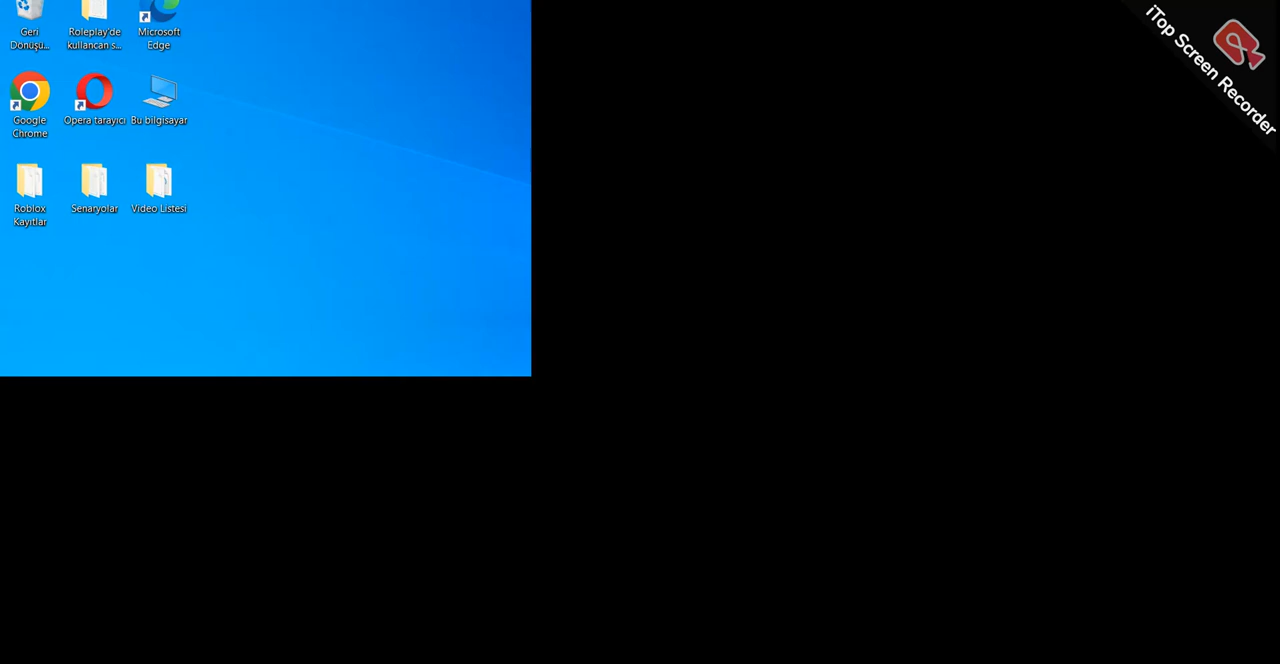 Geri
Dönüşü...
Roleplay'de
kullancan s...
Microsoft
Edge
Google
Chrome
Opera tarayıcı
Bu bilgisayar
Roblox
Kayıtlar
Senaryolar
Video Listesi
iTop Screen Recorder